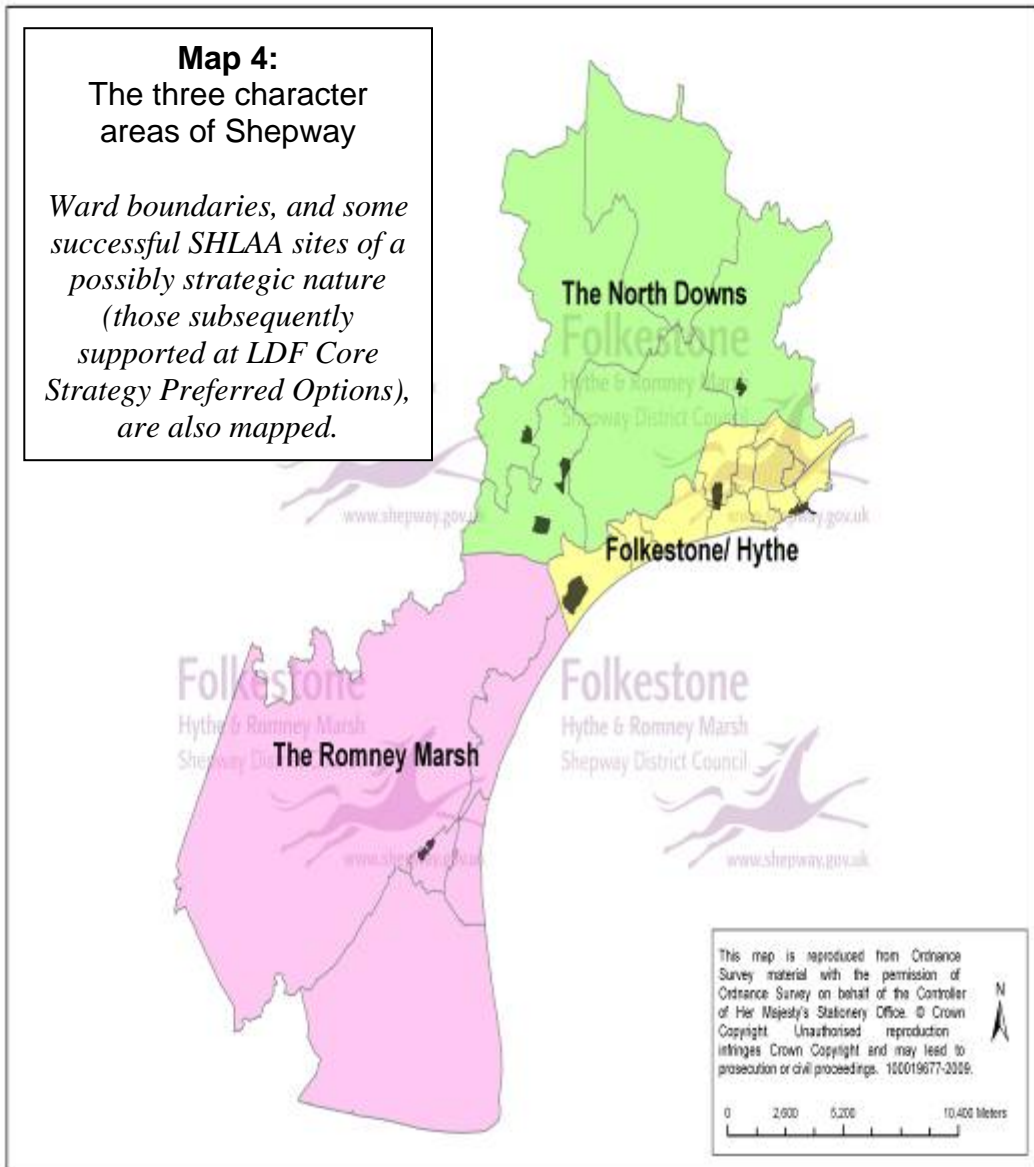 Map 4:
The three character
areas of Shepway
Ward boundaries, and some
successful SHLAA sites of a
possibly strategic nature
(those subsequently
supported at LDF Core
Strategy Preferred Options),
are also mapped.
The North Downs
Folkestone
Hythe & Romney Marsh
Shepway District Council
www.shepway.gov.uk
www.shepway.gov.uk
Folkestone/ Hythe
Folkestone
Hythe & Romney Marsh
Shepway District Council
Folkestone
Hythe & Romney Marsh
Shepway District Council
The Romney Marsh
www.shepway.gov.uk
www.shepway.gov.uk
This map is reproduced from Ordnance
Survey material with the permission of
Ordnance Survey on behalf of the Controller
of Her Majesty's Stationery Office. © Crown
Copyright. Unauthorised reproduction
infringes Crown Copyright and may lead to
prosecution or civil proceedings. 100019677-2009.
N
0 2,600 5,200 10,400 Meters